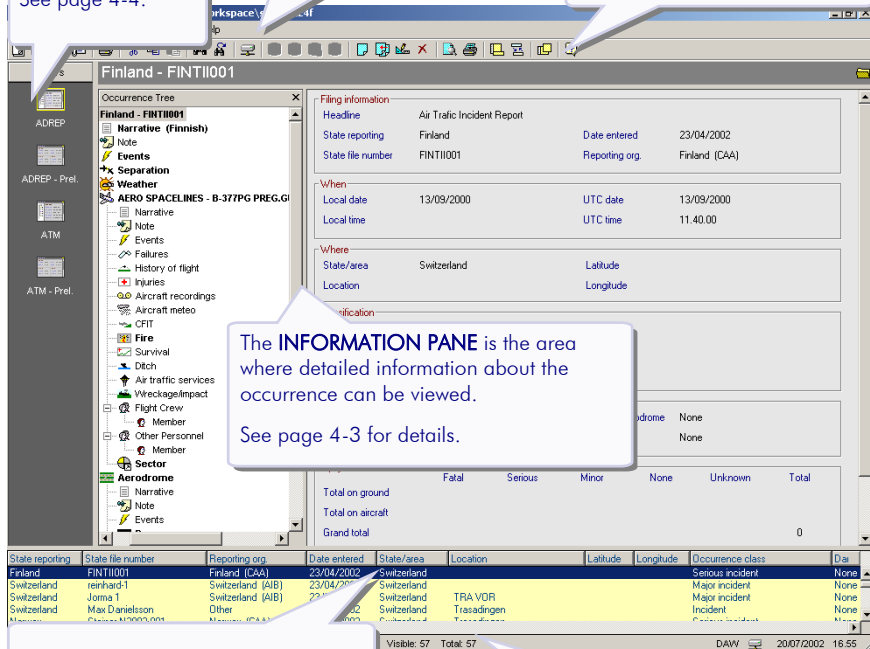 See page 4-4.
Finland - FINTII001
ADREP
ADREP - Prel.
ATM
ATM - Prel.
Occurrence Tree
Finland - FINTII001
Narrative (Finnish)
Note
Events
Separation
Weather
AERO SPACELINES - B-377PG PREG.GU
Narrative
Note
Events
Failures
History of flight
Injuries
Aircraft recordings
Aircraft meteo
CFIT
Fire
Survival
Ditch
Air traffic services
Wreckage/impact
Flight Crew
Member
Other Personnel
Member
Sector
Aerodrome
Narrative
Note
Events
Filing information
Headline Air Trafic Incident Report
State reporting Finland Date entered 23/04/2002
State file number FINTII001 Reporting org. Finland (CAA)
When
Local date 13/09/2000 UTC date 13/09/2000
Local time UTC time 11.40.00
Where
State/area Switzerland Latitude
Location Longitude
The INFORMATION PANE is the area
where detailed information about the
occurrence can be viewed.
See page 4-3 for details.
None
None
Fatal Serious Minor None Unknown Total
Total on ground
Total on aircraft
Grand total 0
State reporting State file number Reporting org. Date entered State/area Location Latitude Longitude Occurrence class
Finland FINTII001 Finland (CAA) 23/04/2002 Switzerland Serious incident None
Switzerland reinhard-1 Switzerland (AIB) Switzerland Major incident None
Switzerland Jorma 1 Switzerland (AIB) Switzerland TRA VOR Major incident None
Switzerland Max Danielsson Other Switzerland Trasadingen Incident None
Visible: 57 Total: 57 DAW 20/07/2002 16.55